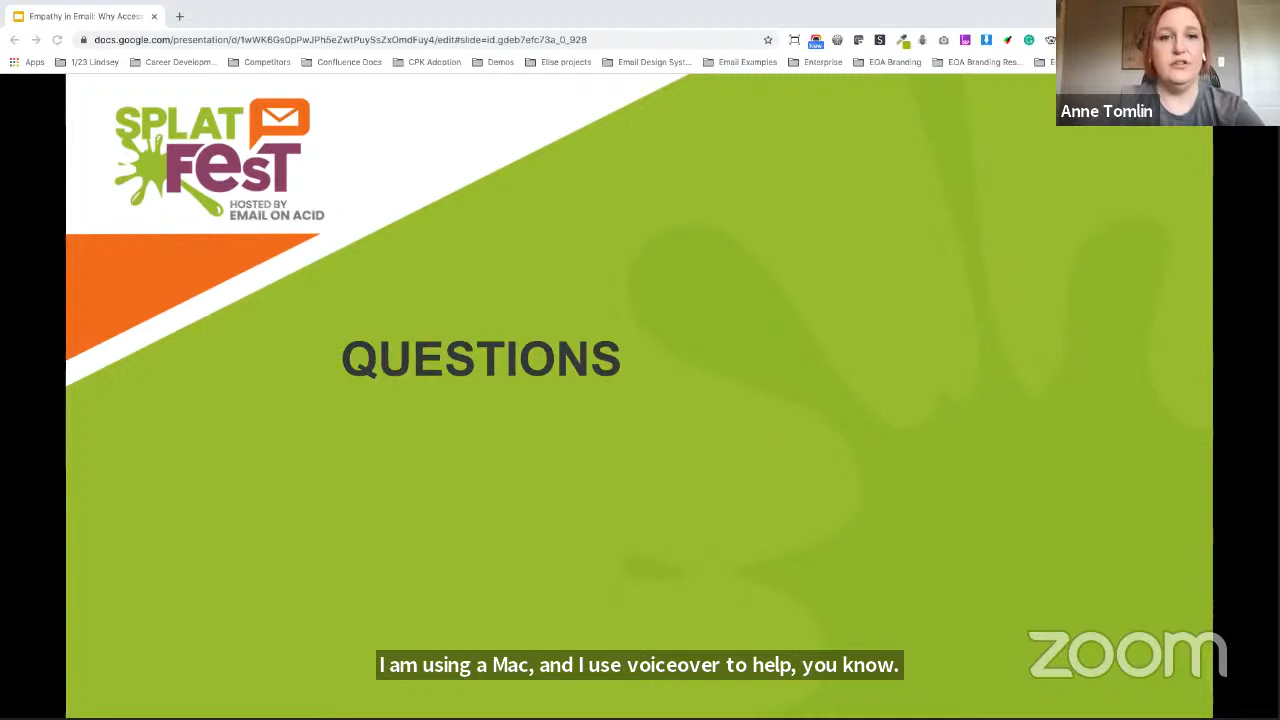 Empathy in Email: Why Access
docs.google.com/presentation/d/1wWK6Gs0pPwJPh5eZwtPuySsZxOmdFuy4/edit#slide=id.gdeb7efc73a_0_928
New
S
Apps
1/23 Lindsey
Career Developm...
Competitors
Confluence Docs
CPK Adoption
Demos
Elise projects
Email Design Syst...
Email Examples
Enterprise
EOA Branding
EOA Branding Res...
Anne Tomlin
SPLAT
FEST
HOSTED BY
EMAIL ON ACID
QUESTIONS
I am using a Mac, and I use voiceover to help, you know.
zoom